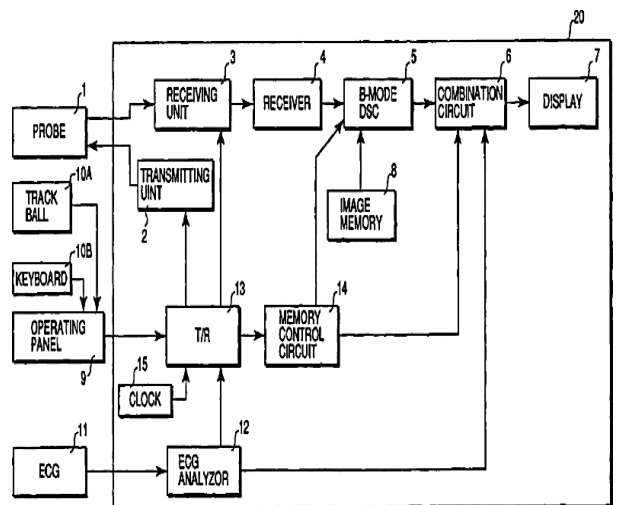 20
3
4
5
6
7
1
RECEIVING
UNIT
RECEIVER
B-MODE
DSC
COMBINATION
CIRCUIT
DISPLAY
PROBE
10A
TRANSMITTING
UINT
2
8
TRACK
BALL
IMAGE
MEMORY
10B
KEYBOARD
13
14
OPERATING
PANEL
T/R
MEMORY
CONTROL
CIRCUIT
9
15
CLOCK
11
12
ECG
ECG
ANALYZOR